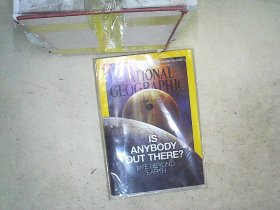 NATIONAL
GEOGRAPHIC
IS
ANYBODY
OUT THERE?
LIFE BEYOND
EARTH